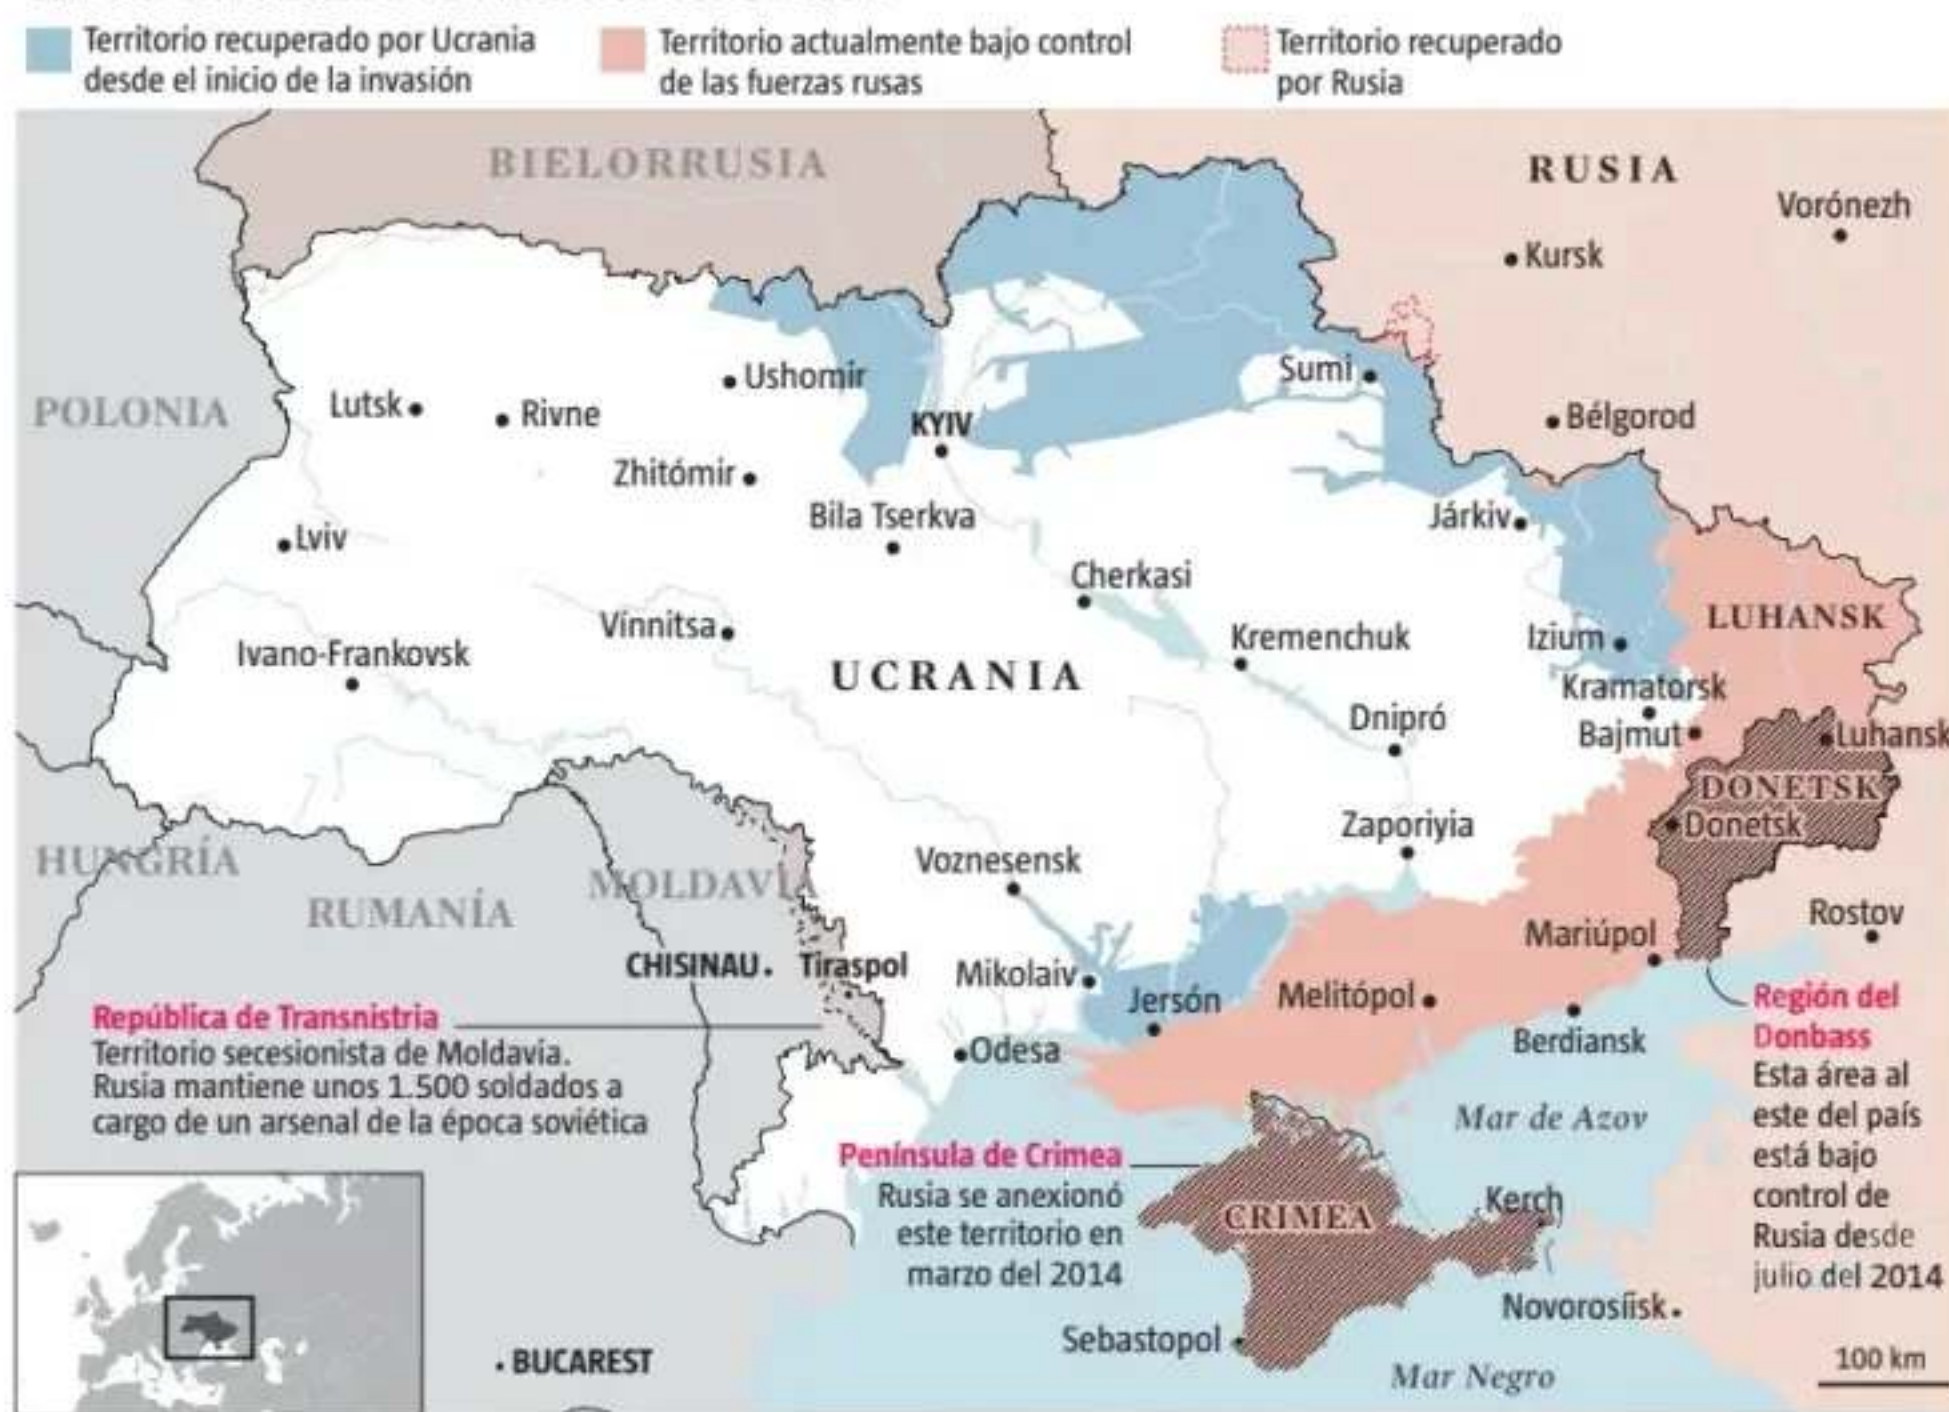 Territorio recuperado por Ucrania
desde el inicio de la invasión
Territorio actualmente bajo control
de las fuerzas rusas
Territorio recuperado
por Rusia
BIELORRUSIA
RUSIA
Vorónezh
Kursk
POLONIA
Lutsk
Rivne
Ushomir
KYIV
Sumi
Bélgorod
Zhitómir
Bila Tserkva
Járkiv
Lviv
Cherkasi
LUHANSK
Vinnitsa
Kremenchuk
Izium
Ivano-Frankovsk
UCRANIA
Kramatorsk
Dnipró
Bajmut
Luhansk
DONETSK
Donetsk
Zaporiyia
HUNGRÍA
RUMANÍA
MOLDAVIA
Voznesensk
Mariúpol
Rostov
CHISINAU
Tiraspol
Mikolaiv
Jersón
Melitópol
Berdiansk
Odesa
República de Transnistria
Territorio secesionista de Moldavia.
Rusia mantiene unos 1.500 soldados a
cargo de un arsenal de la época soviética
Región del
Donbass
Esta área al
este del país
está bajo
control de
Rusia desde
julio del 2014
Mar de Azov
Península de Crimea
Rusia se anexionó
este territorio en
marzo del 2014
CRIMEA
Kerch
Novorosíisk
Sebastopol
Mar Negro
BUCAREST
100 km